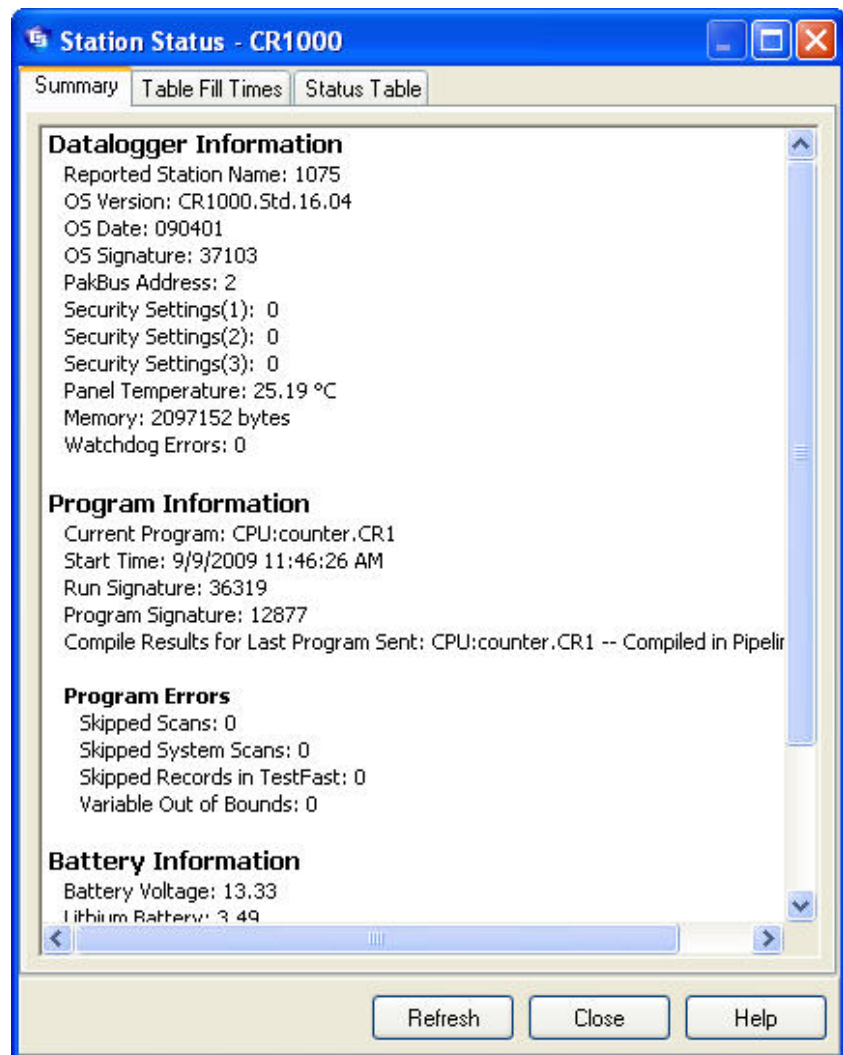 Station Status - CR1000
Summary Table Fill Times Status Table
Datalogger Information
Reported Station Name: 1075
OS Version: CR1000.Std.16.04
OS Date: 090401
OS Signature: 37103
PakBus Address: 2
Security Settings(1): 0
Security Settings(2): 0
Security Settings(3): 0
Panel Temperature: 25.19 °C
Memory: 2097152 bytes
Watchdog Errors: 0
Program Information
Current Program: CPU:counter.CR1
Start Time: 9/9/2009 11:46:26 AM
Run Signature: 36319
Program Signature: 12877
Compile Results for Last Program Sent: CPU:counter.CR1 -- Compiled in Pipelin
Program Errors
Skipped Scans: 0
Skipped System Scans: 0
Skipped Records in TestFast: 0
Variable Out of Bounds: 0
Battery Information
Battery Voltage: 13.33
Lithium Battery: 3.49
Refresh Close Help